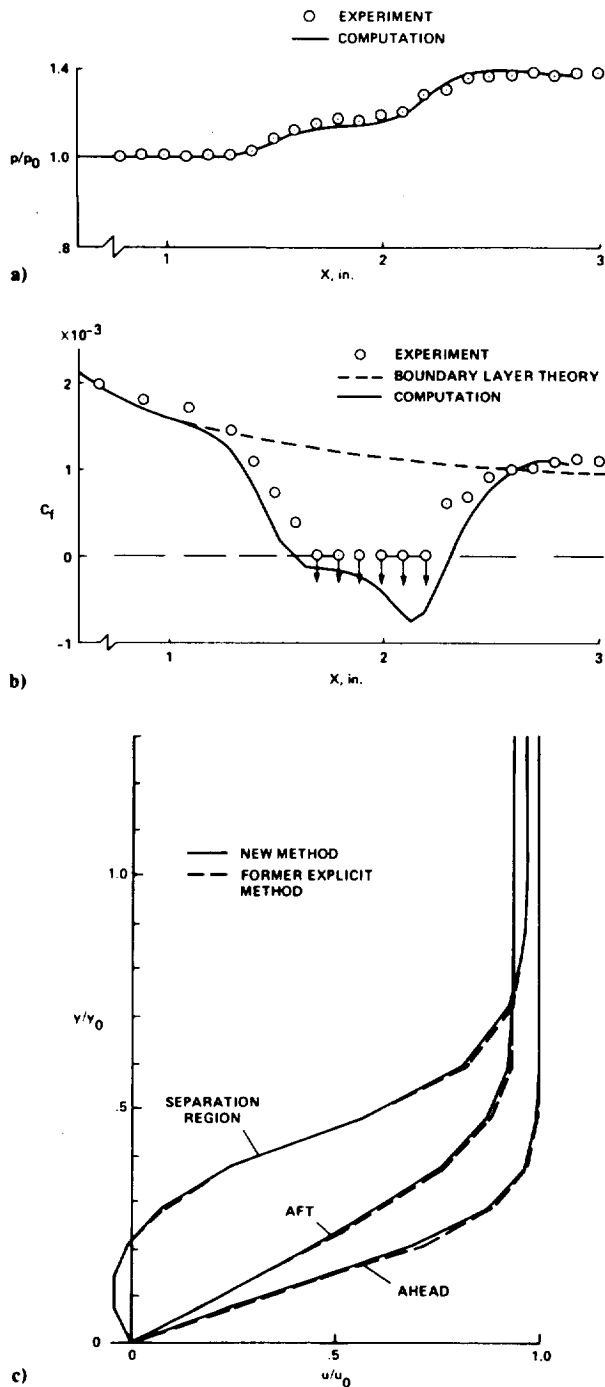 EXPERIMENT
COMPUTATION
1.4
p/p0
1.0
.8
1
2
3
X, in.
a)
×10⁻³
EXPERIMENT
BOUNDARY LAYER THEORY
COMPUTATION
2
1
Cf
0
-1
1
2
3
X, in.
b)
NEW METHOD
FORMER EXPLICIT
METHOD
1.0
y/y0
SEPARATION
REGION
.5
AFT
AHEAD
0
0
.5
1.0
u/u0
c)